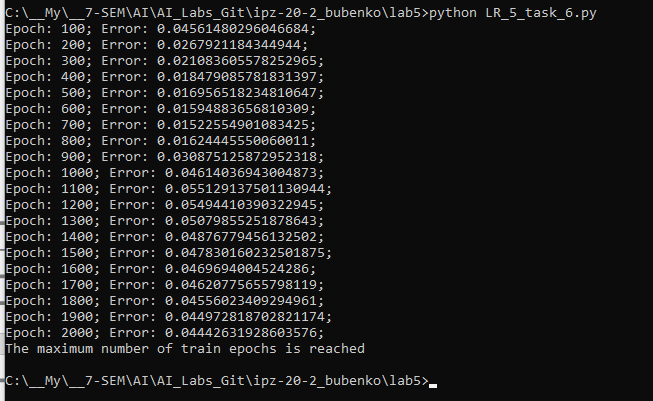 C:\__My\__7-SEM\AI\AI_Labs_Git\ipz-20-2_bubenko\lab5>python LR_5_task_6.py
Epoch: 100; Error: 0.04561480296046684;
Epoch: 200; Error: 0.0267921184344944;
Epoch: 300; Error: 0.021083605578252965;
Epoch: 400; Error: 0.018479085781831397;
Epoch: 500; Error: 0.016956518234810647;
Epoch: 600; Error: 0.01594883656810309;
Epoch: 700; Error: 0.01522554901083425;
Epoch: 800; Error: 0.01624445550060011;
Epoch: 900; Error: 0.030875125872952318;
Epoch: 1000; Error: 0.04614036943004873;
Epoch: 1100; Error: 0.055129137501130944;
Epoch: 1200; Error: 0.05494410390322945;
Epoch: 1300; Error: 0.05079855251878643;
Epoch: 1400; Error: 0.04876779456132502;
Epoch: 1500; Error: 0.047830160232501875;
Epoch: 1600; Error: 0.0469694004524286;
Epoch: 1700; Error: 0.04620775655798119;
Epoch: 1800; Error: 0.04556023409294961;
Epoch: 1900; Error: 0.044972818702821174;
Epoch: 2000; Error: 0.04442631928603576;
The maximum number of train epochs is reached
C:\__My\__7-SEM\AI\AI_Labs_Git\ipz-20-2_bubenko\lab5>